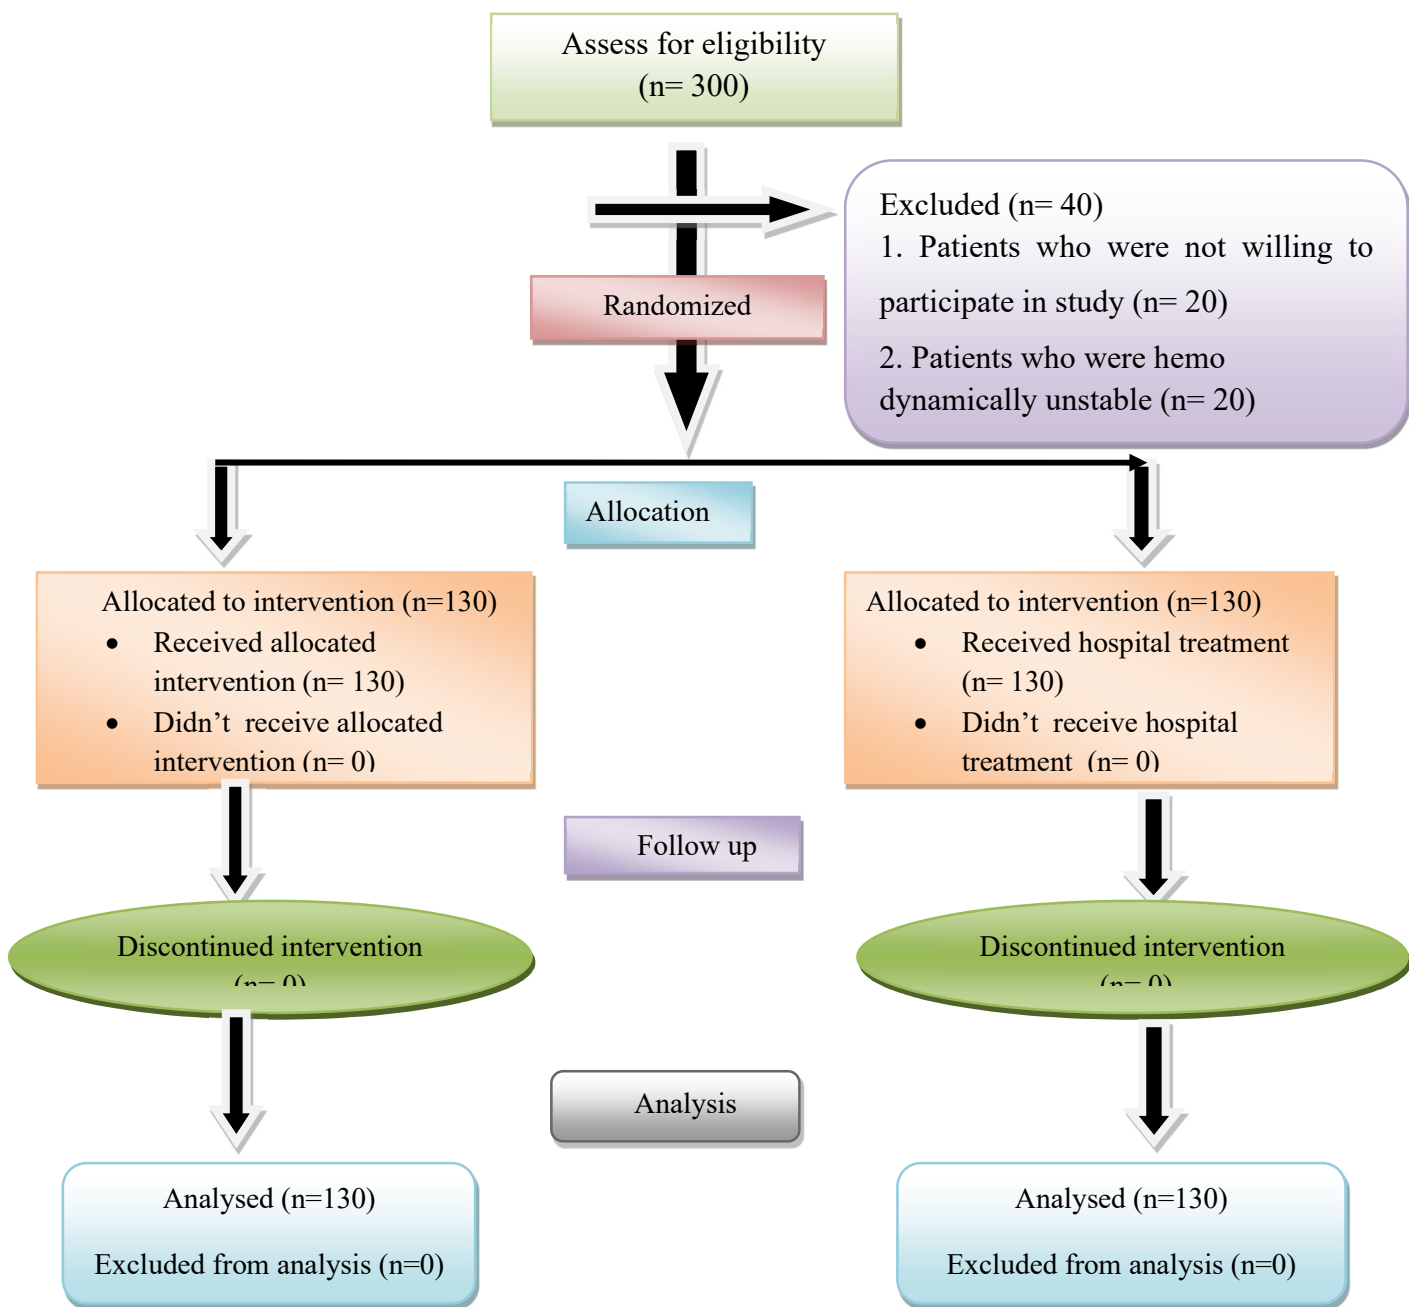 Assess for eligibility
(n= 300)
Excluded (n= 40)
1. Patients who were not willing to
participate in study (n= 20)
2. Patients who were hemo
dynamically unstable (n= 20)
Randomized
Allocation
Allocated to intervention (n=130)
• Received allocated
intervention (n= 130)
• Didn’t receive allocated
intervention (n= 0)
Allocated to intervention (n=130)
• Received hospital treatment
(n= 130)
• Didn’t receive hospital
treatment (n= 0)
Follow up
Discontinued intervention
(n= 0)
Discontinued intervention
(n= 0)
Analysis
Analysed (n=130)
Excluded from analysis (n=0)
Analysed (n=130)
Excluded from analysis (n=0)